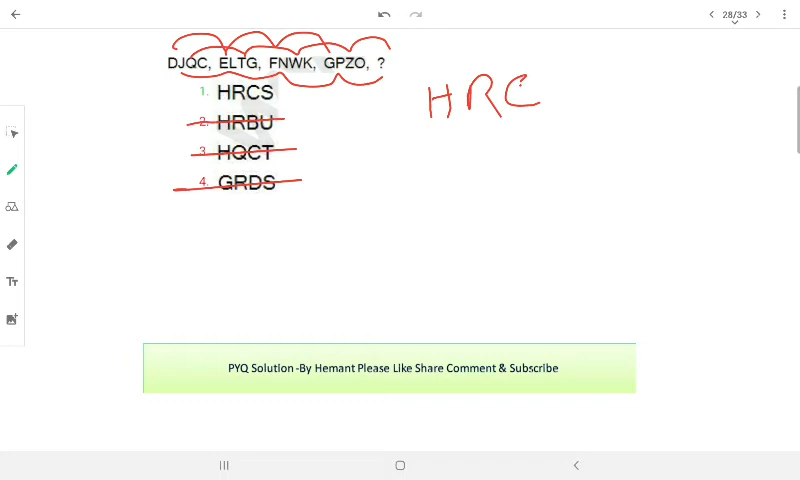 28/33
DJQC, ELTG, FNWK, GPZO, ?
1. HRCS
2. HRBU
3. HQCT
4. GRDS
HRC
Tт
PYQ Solution -By Hemant Please Like Share Comment & Subscribe